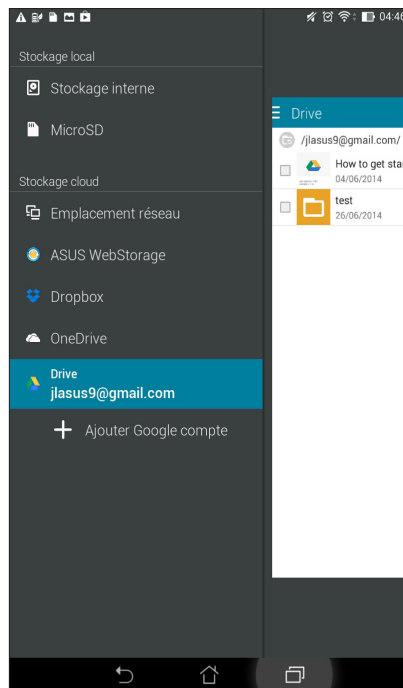 04:46
Stockage local
Stockage interne
MicroSD
Stockage cloud
Emplacement réseau
ASUS WebStorage
Dropbox
OneDrive
Drive
jlasus9@gmail.com
Ajouter Google compte
Drive
/jlasus9@gmail.com/
How to get star
04/06/2014
test
26/06/2014